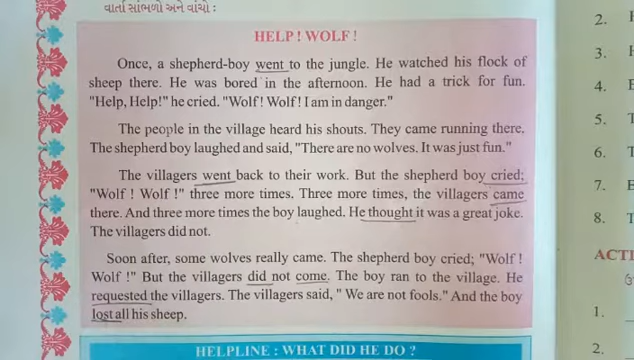 વાર્તા સાંભળો અને વાંચો :
HELP! WOLF!
Once, a shepherd-boy went to the jungle. He watched his flock of
sheep there. He was bored in the afternoon. He had a trick for fun.
"Help, Help!" he cried. "Wolf! Wolf! I am in danger."
The people in the village heard his shouts. They came running there.
The shepherd boy laughed and said, "There are no wolves. It was just fun."
The villagers went back to their work. But the shepherd boy cried;
"Wolf ! Wolf !" three more times. Three more times, the villagers came
there. And three more times the boy laughed. He thought it was a great joke.
The villagers did not.
Soon after, some wolves really came. The shepherd boy cried; "Wolf !
Wolf !" But the villagers did not come. The boy ran to the village. He
requested the villagers. The villagers said, " We are not fools." And the boy
lost all his sheep.
HELPLINE : WHAT DID HE DO ?
2.
3.
4.
5.
6.
7.
8.
1.
2.